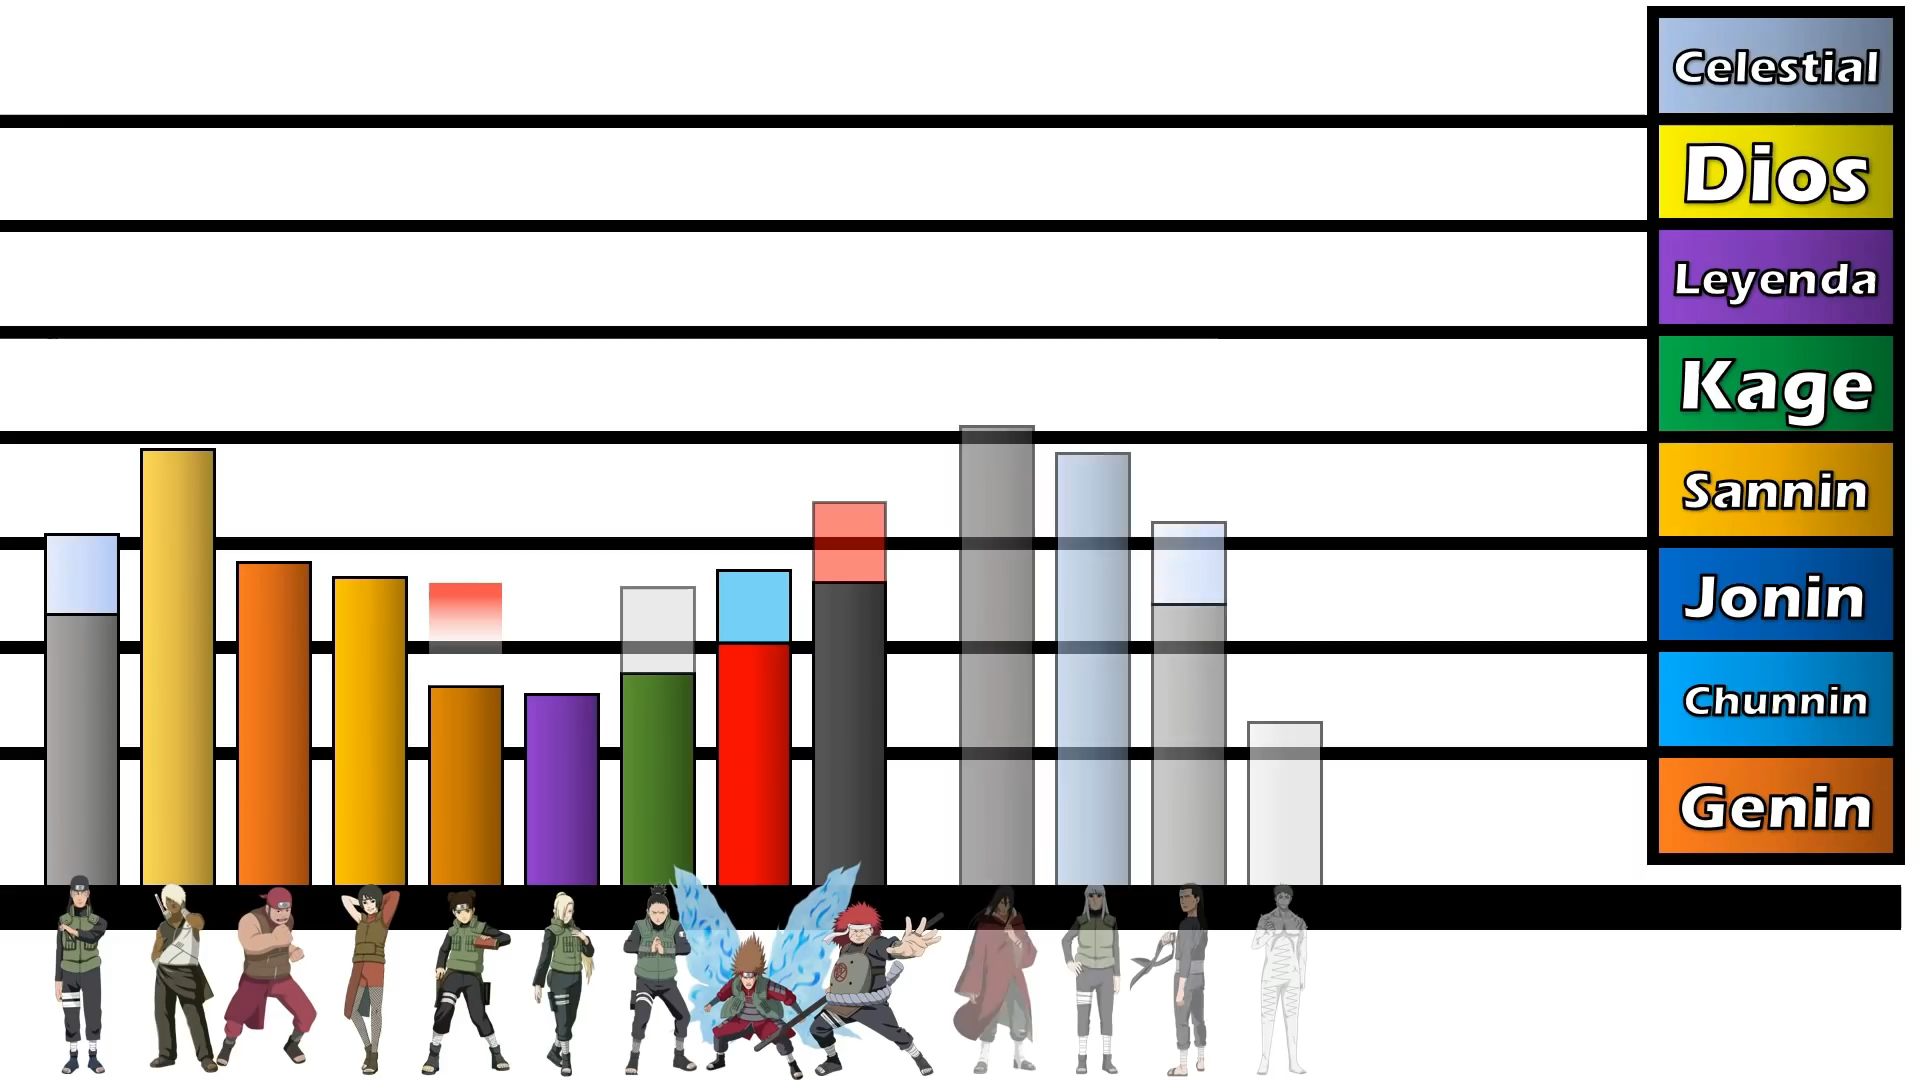 Celestial
Dios
Leyenda
Kage
Sannin
Jonin
Chunnin
Genin